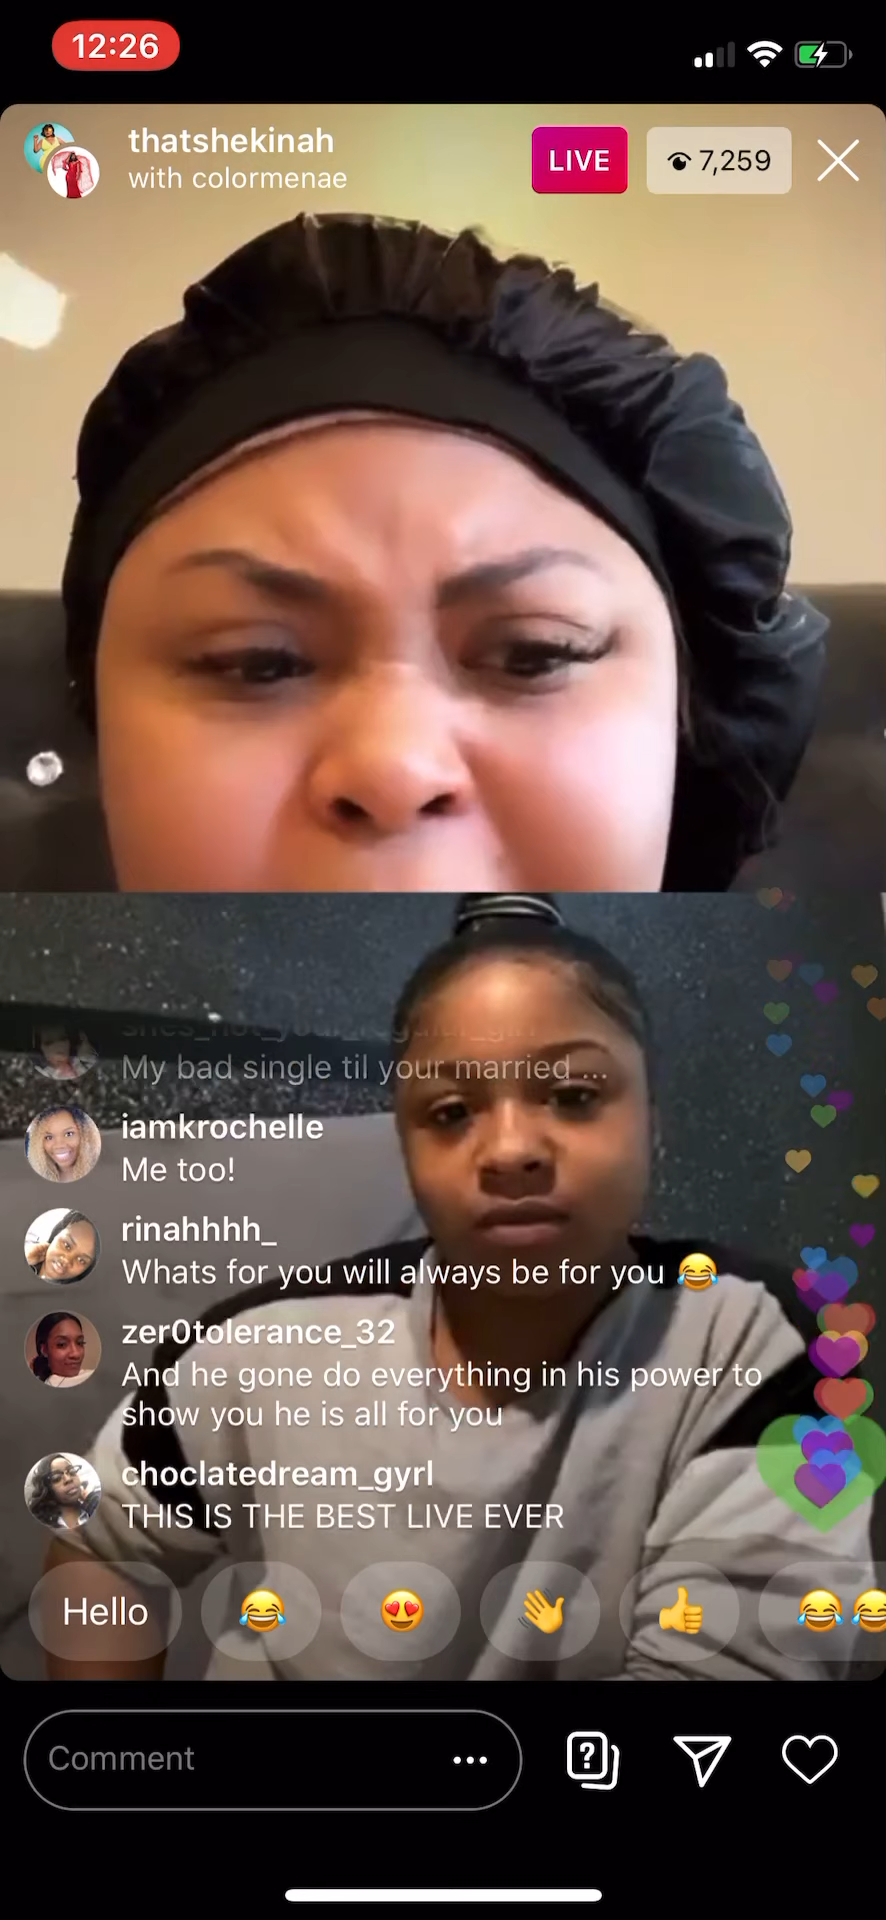 12:26
thatshekinah
with colormenae
LIVE
7,259
shes_not_your_regular_girl
My bad single til your married ...
iamkrochelle
Me too!
rinahhhh_
Whats for you will always be for you 😂
zer0tolerance_32
And he gone do everything in his power to
show you he is all for you
choclatedream_gyrl
THIS IS THE BEST LIVE EVER
Hello 😂 😍 👋 👍 😂 😂
Comment ...
?